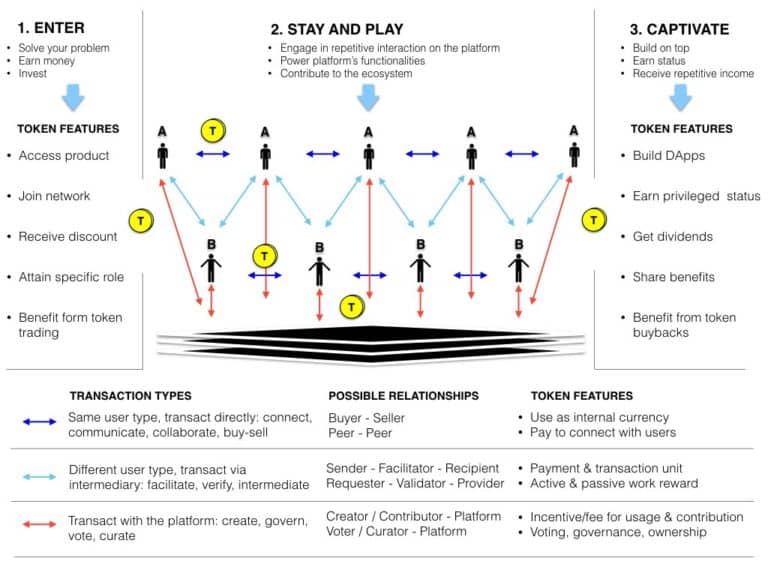 1. ENTER
• Solve your problem
• Earn money
• Invest
2. STAY AND PLAY
• Engage in repetitive interaction on the platform
• Power platform's functionalities
• Contribute to the ecosystem
3. CAPTIVATE
• Build on top
• Earn status
• Receive repetitive income
TOKEN FEATURES
• Access product
• Join network
• Receive discount
• Attain specific role
• Benefit form token
trading
A
T
A
A
A
A
T
T
B
T
B
B
B
T
TOKEN FEATURES
• Build DApps
• Earn privileged status
• Get dividends
• Share benefits
• Benefit from token
buybacks
TRANSACTION TYPES
POSSIBLE RELATIONSHIPS
TOKEN FEATURES
Same user type, transact directly: connect,
communicate, collaborate, buy-sell
Buyer - Seller
Peer - Peer
• Use as internal currency
• Pay to connect with users
Different user type, transact via
intermediary: facilitate, verify, intermediate
Sender - Facilitator - Recipient
Requester - Validator - Provider
• Payment & transaction unit
• Active & passive work reward
Transact with the platform: create, govern,
vote, curate
Creator / Contributor - Platform
Voter / Curator - Platform
• Incentive/fee for usage & contribution
• Voting, governance, ownership